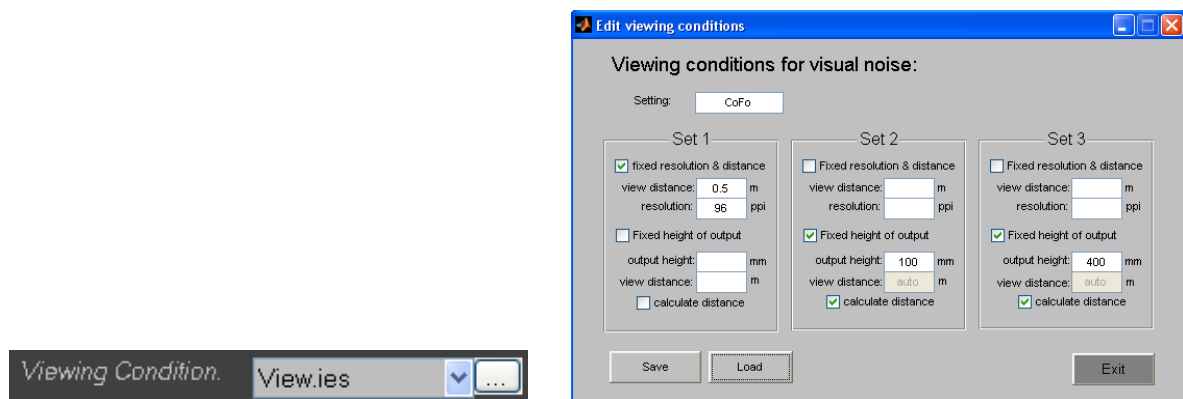 Viewing Condition. View.ies ...
Edit viewing conditions
Viewing conditions for visual noise:
Setting: CoFo
Set 1
fixed resolution & distance
view distance: 0.5 m
resolution: 96 ppi
Fixed height of output
output height: mm
view distance: m
calculate distance
Set 2
Fixed resolution & distance
view distance: m
resolution: ppi
Fixed height of output
output height: 100 mm
view distance: auto m
calculate distance
Set 3
Fixed resolution & distance
view distance: m
resolution: ppi
Fixed height of output
output height: 400 mm
view distance: auto m
calculate distance
Save Load Exit